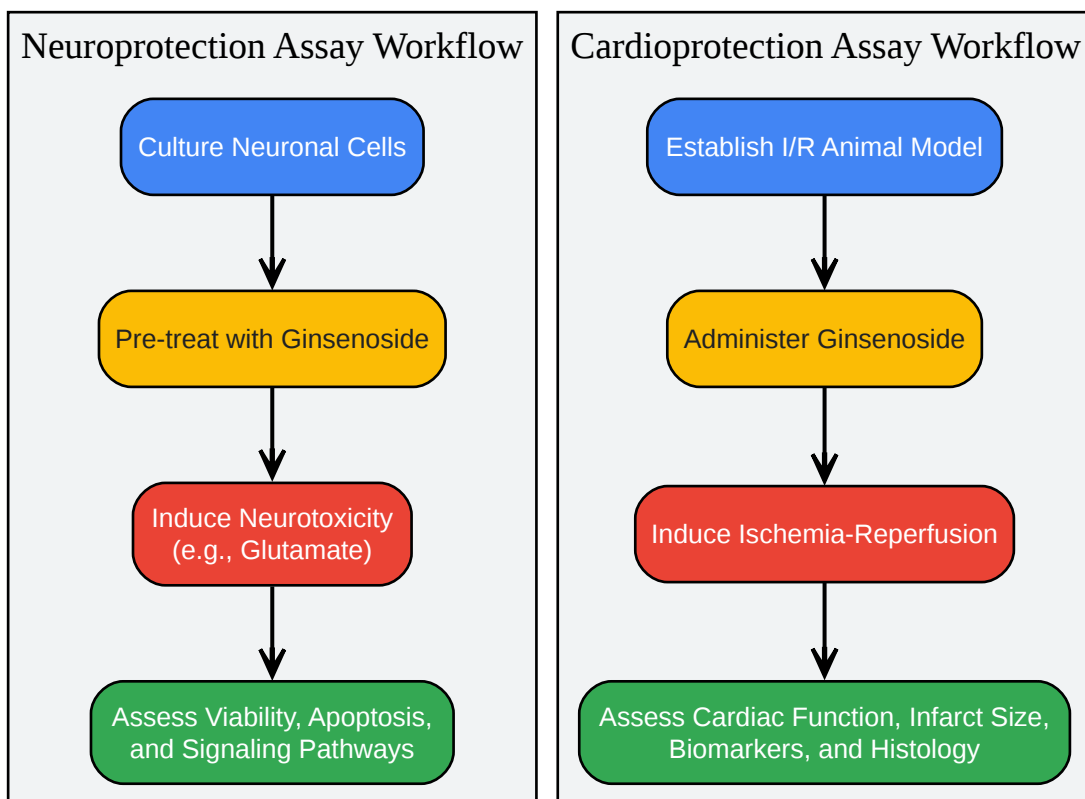 Neuroprotection Assay Workflow
Culture Neuronal Cells
Pre-treat with Ginsenoside
Induce Neurotoxicity
(e.g., Glutamate)
Assess Viability, Apoptosis,
and Signaling Pathways
Cardioprotection Assay Workflow
Establish I/R Animal Model
Administer Ginsenoside
Induce Ischemia-Reperfusion
Assess Cardiac Function, Infarct Size,
Biomarkers, and Histology